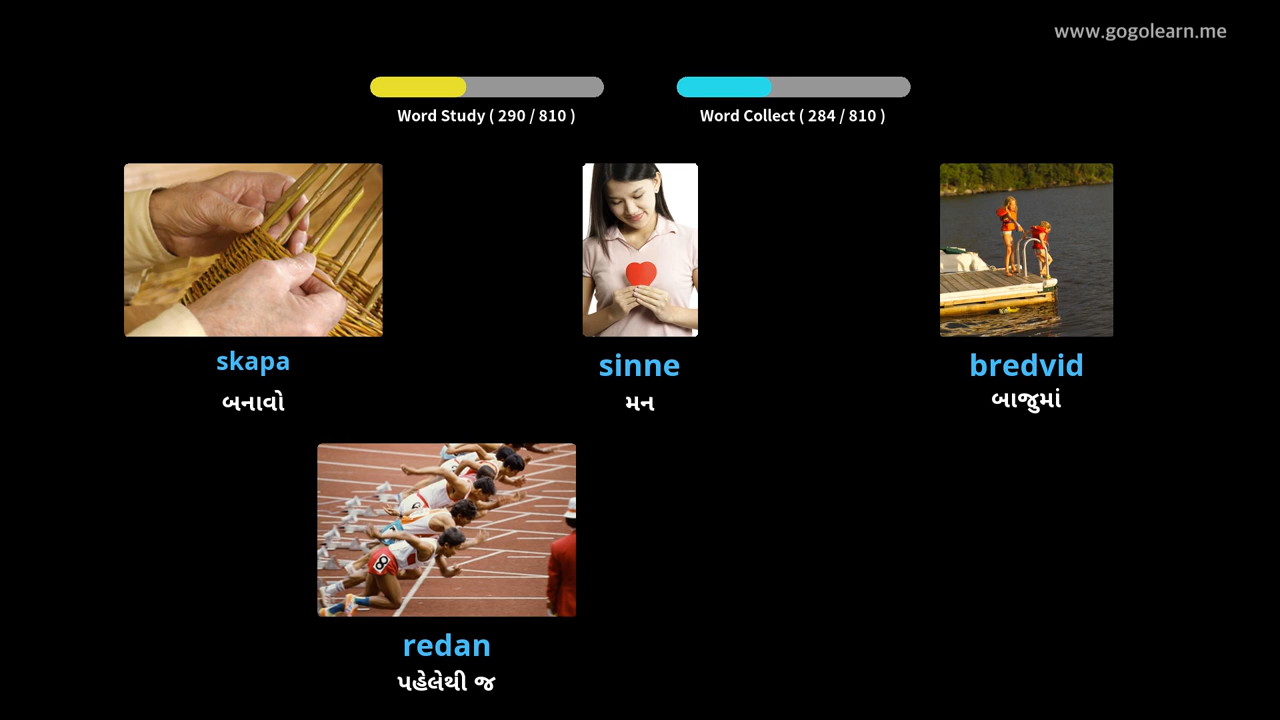 www.gogolearn.me
Word Study ( 290 / 810 )
Word Collect ( 284 / 810 )
skapa
બનાવો
sinne
મન
bredvid
બાજુમાં
redan
પહેલેથી જ